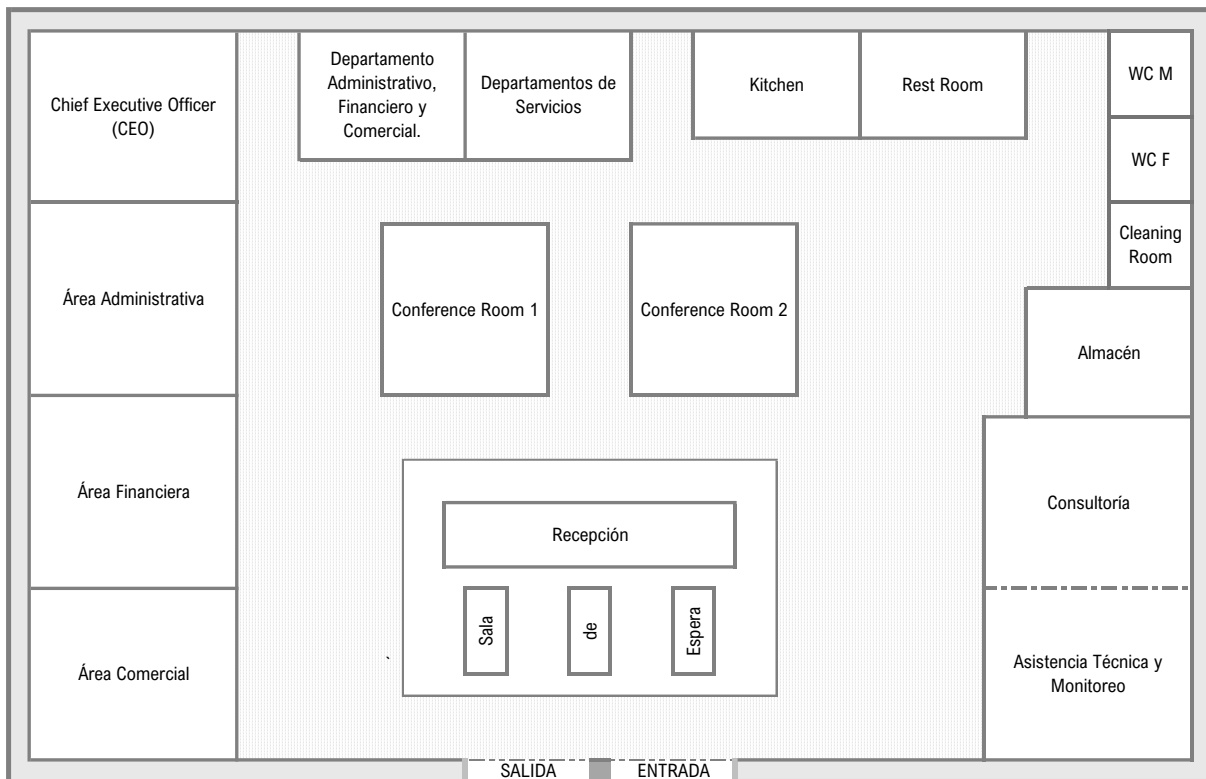 Chief Executive Officer
(CEO)
Departamento
Administrativo,
Financiero y
Comercial.
Departamentos de
Servicios
Kitchen
Rest Room
WC M
WC F
Cleaning
Room
Área Administrativa
Conference Room 1
Conference Room 2
Almacén
Área Financiera
Recepción
Consultoría
Sala
de
Espera
Área Comercial
`
Asistencia Técnica y
Monitoreo
SALIDA
ENTRADA